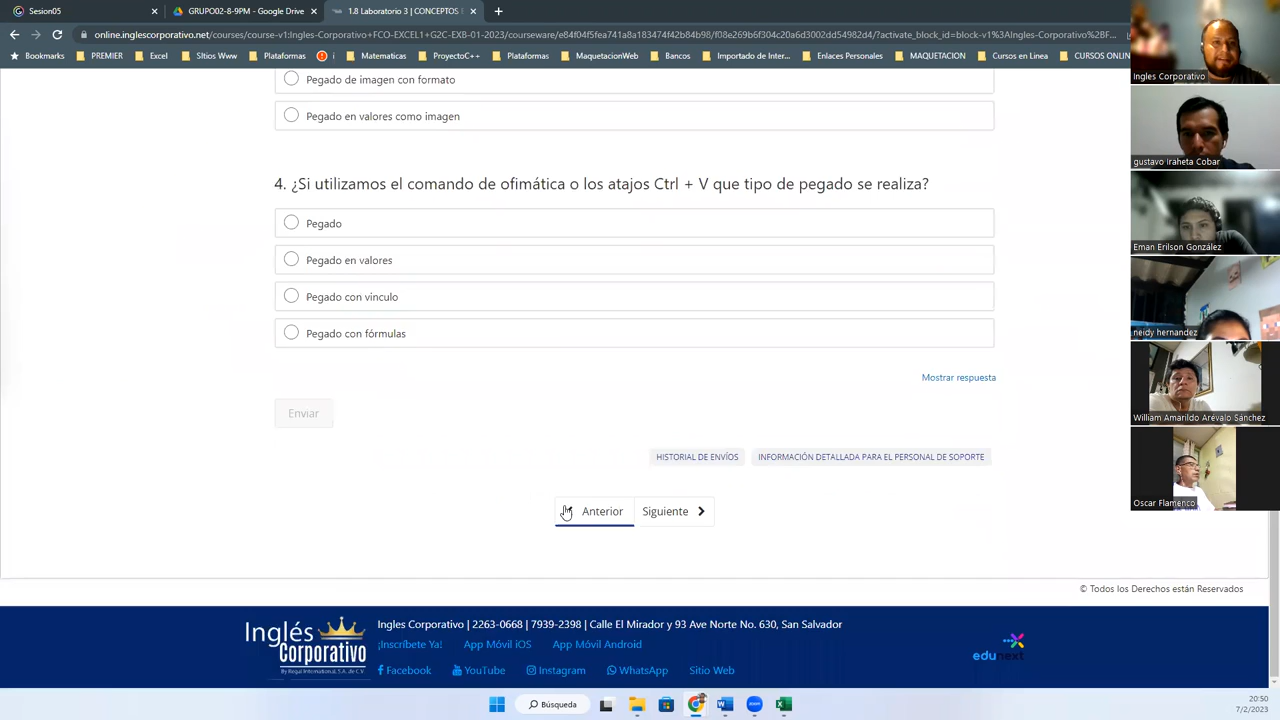 Sesion05
GRUPO02-8-9PM - Google Drive
1.8 Laboratorio 3 | CONCEPTOS E
online.inglescorporativo.net/courses/course-v1:Ingles-Corporativo+FCO-EXCEL1+G2C-EXB-01-2023/courseware/e84f04f5fea741a8a183474f42b84b98/f08e269b6f304c20a6d3002dd54982d4/?activate_block_id=block-v1%3AIngles-Corporativo%2BF...
Bookmarks
PREMIER
Excel
SItios Www
Plataformas
Matematicas
ProyectoC++
Plataformas
MaquetacionWeb
Bancos
Importado de Inter...
Enlaces Personales
MAQUETACION
Cursos en Linea
CURSOS ONLIN
Pegado de imagen con formato
Pegado en valores como imagen
4. ¿Si utilizamos el comando de ofimática o los atajos Ctrl + V que tipo de pegado se realiza?
Pegado
Pegado en valores
Pegado con vinculo
Pegado con fórmulas
Mostrar respuesta
Enviar
HISTORIAL DE ENVÍOS
INFORMACIÓN DETALLADA PARA EL PERSONAL DE SOPORTE
Anterior
Siguiente
© Todos los Derechos están Reservados
Inglés
Corporativo
Ingles Corporativo | 2263-0668 | 7939-2398 | Calle El Mirador y 93 Ave Norte No. 630, San Salvador
¡Inscríbete Ya!
App Móvil iOS
App Móvil Android
Facebook
YouTube
Instagram
WhatsApp
Sitio Web
edunext
Búsqueda
20:50
7/2/2023
Ingles Corporativo
gustavo Iraheta Cobar
Eman Erilson González
neidy hernandez
William Amarildo Arévalo Sánchez
Oscar Flamenco